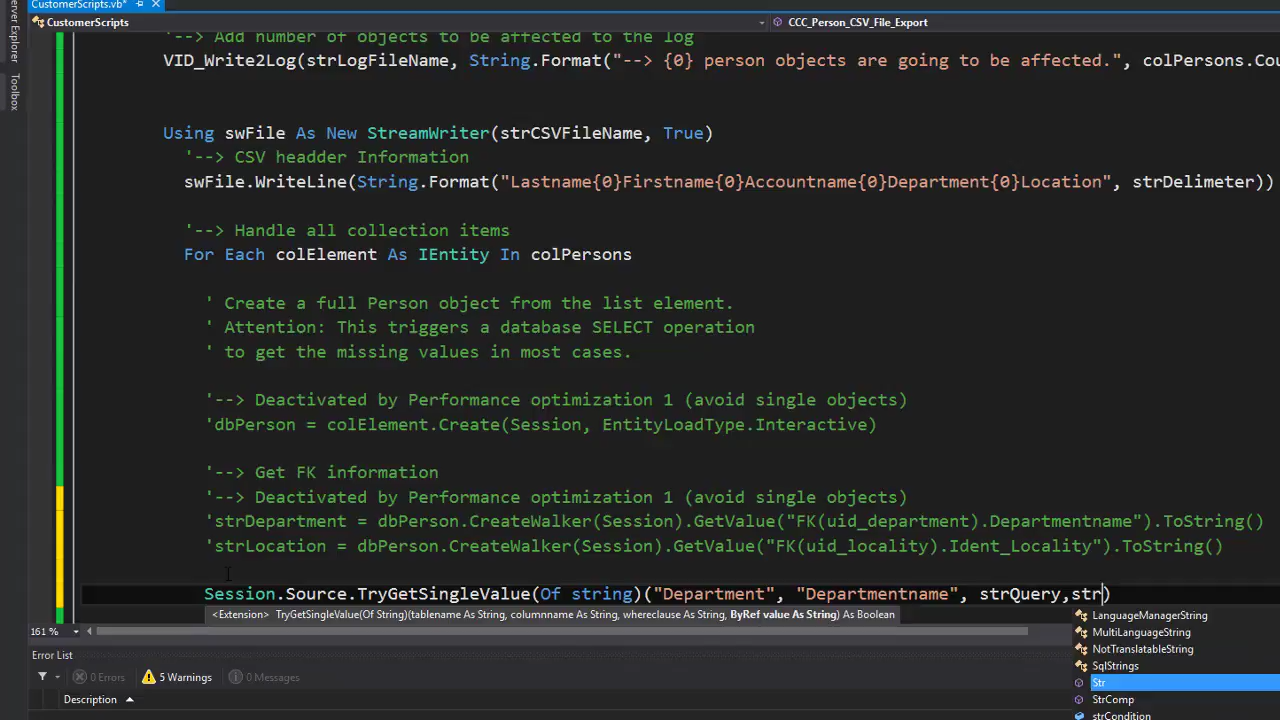 CustomerScripts.vb*
CustomerScripts
CCC_Person_CSV_File_Export
erver Explorer
Toolbox
'--> Add number of objects to be affected to the log
VID_Write2Log(strLogFileName, String.Format("--> {0} person objects are going to be affected.", colPersons.Cou
Using swFile As New StreamWriter(strCSVFileName, True)
'--> CSV headder Information
swFile.WriteLine(String.Format("Lastname{0}Firstname{0}Accountname{0}Department{0}Location", strDelimeter))
'--> Handle all collection items
For Each colElement As IEntity In colPersons
' Create a full Person object from the list element.
' Attention: This triggers a database SELECT operation
' to get the missing values in most cases.
'--> Deactivated by Performance optimization 1 (avoid single objects)
'dbPerson = colElement.Create(Session, EntityLoadType.Interactive)
'--> Get FK information
'--> Deactivated by Performance optimization 1 (avoid single objects)
'strDepartment = dbPerson.CreateWalker(Session).GetValue("FK(uid_department).Departmentname").ToString()
'strLocation = dbPerson.CreateWalker(Session).GetValue("FK(uid_locality).Ident_Locality").ToString()
Session.Source.TryGetSingleValue(Of string)("Department", "Departmentname", strQuery,str)
<Extension> TryGetSingleValue(Of String)(tablename As String, columnname As String, whereclause As String, ByRef value As String) As Boolean
LanguageManagerString
MultiLanguageString
NotTranslatableString
SqlStrings
Str
StrComp
strCondition
161 %
Error List
0 Errors
5 Warnings
0 Messages
Description